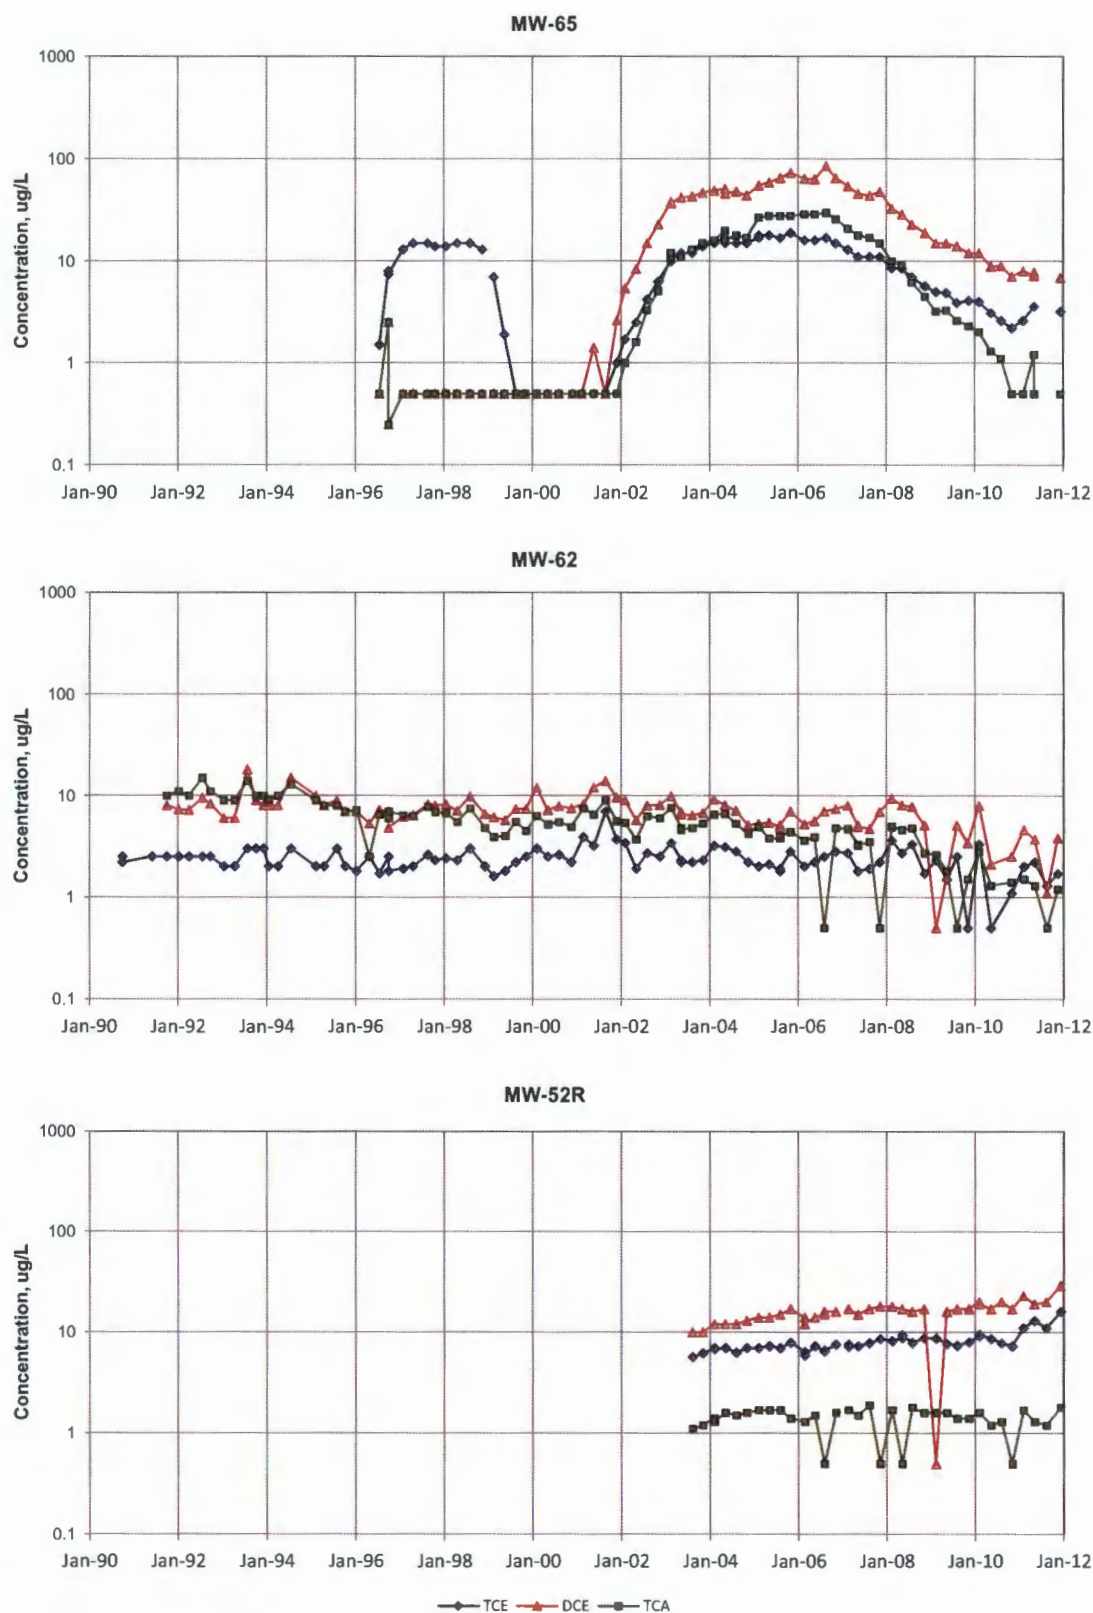 MW-65
1000
100
10
1
0.1
Concentration, ug/L
Jan-90 Jan-92 Jan-94 Jan-96 Jan-98 Jan-00 Jan-02 Jan-04 Jan-06 Jan-08 Jan-10 Jan-12
MW-62
1000
100
10
1
0.1
Concentration, ug/L
Jan-90 Jan-92 Jan-94 Jan-96 Jan-98 Jan-00 Jan-02 Jan-04 Jan-06 Jan-08 Jan-10 Jan-12
MW-52R
1000
100
10
1
0.1
Concentration, ug/L
Jan-90 Jan-92 Jan-94 Jan-96 Jan-98 Jan-00 Jan-02 Jan-04 Jan-06 Jan-08 Jan-10 Jan-12
TCE DCE TCA